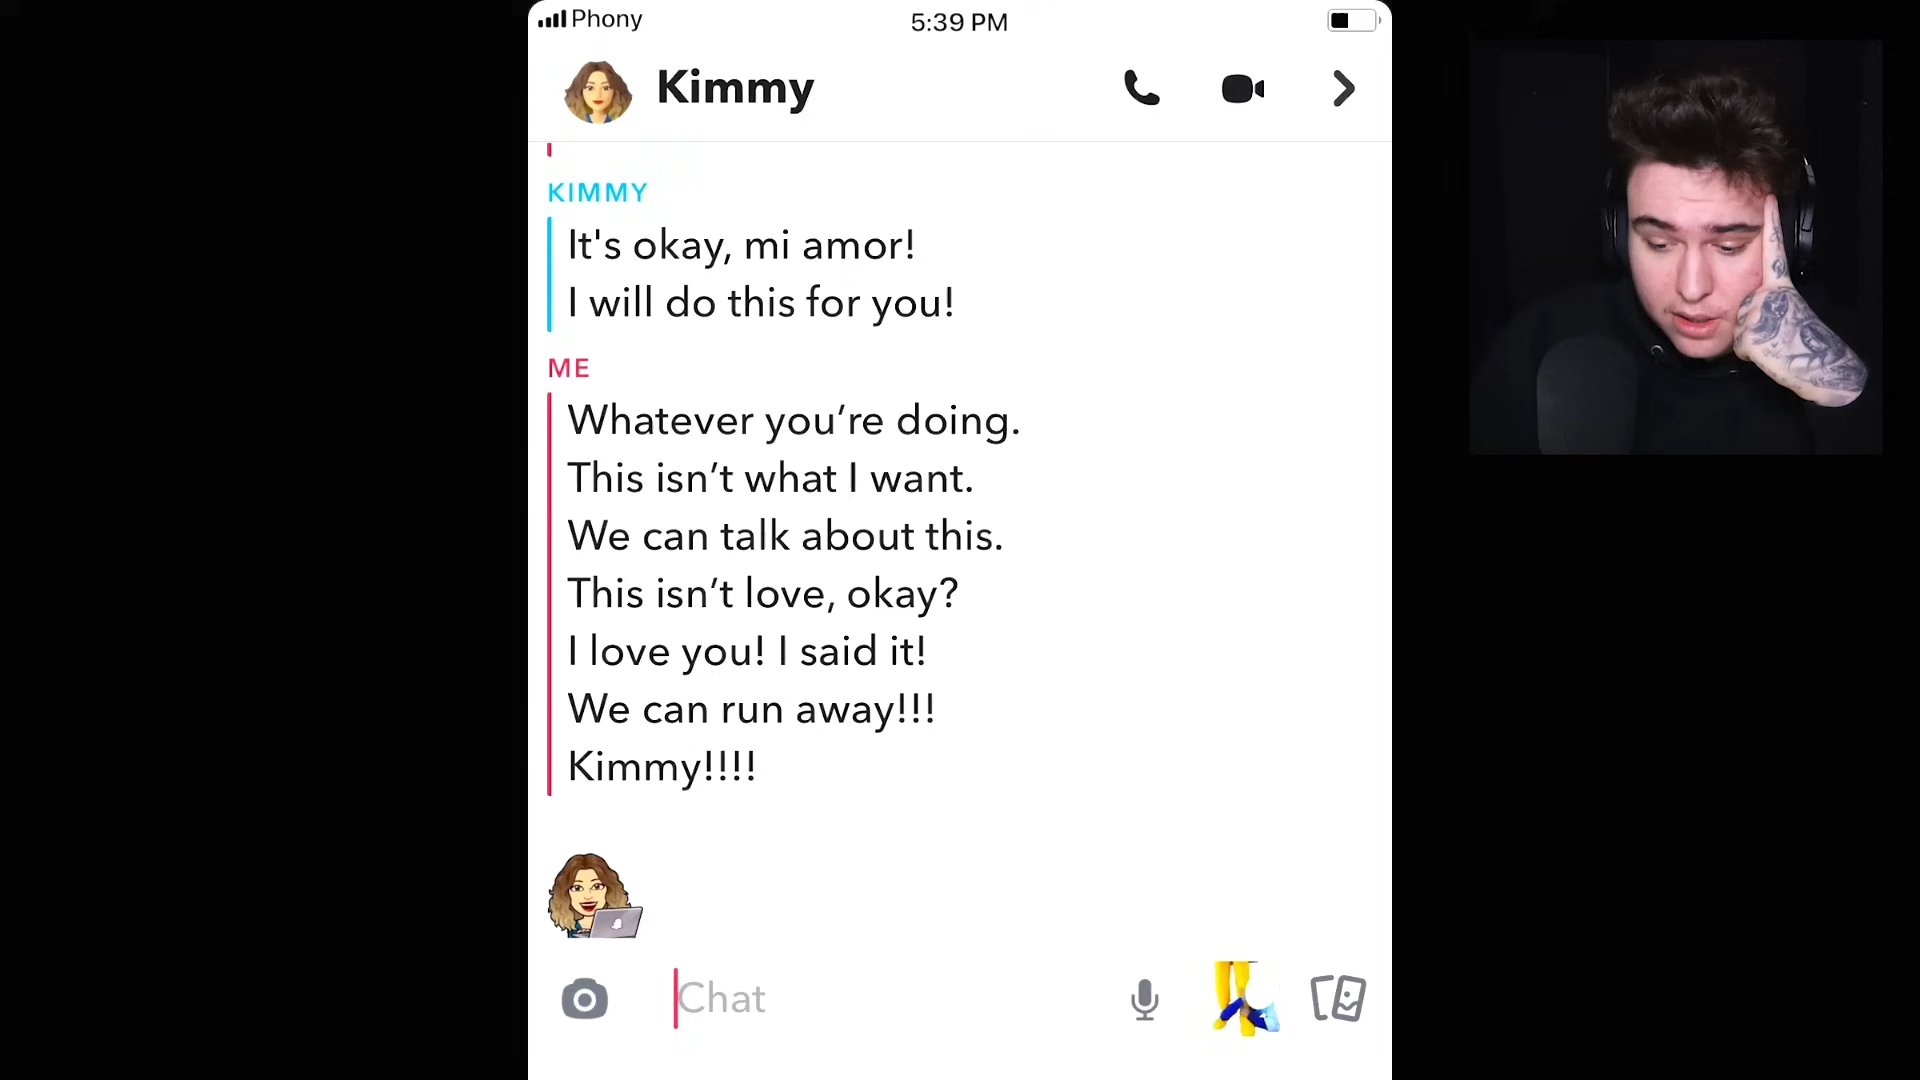 Phony
5:39 PM
Kimmy
KIMMY
It's okay, mi amor!
I will do this for you!
ME
Whatever you’re doing.
This isn’t what I want.
We can talk about this.
This isn’t love, okay?
I love you! I said it!
We can run away!!!
Kimmy!!!!
Chat